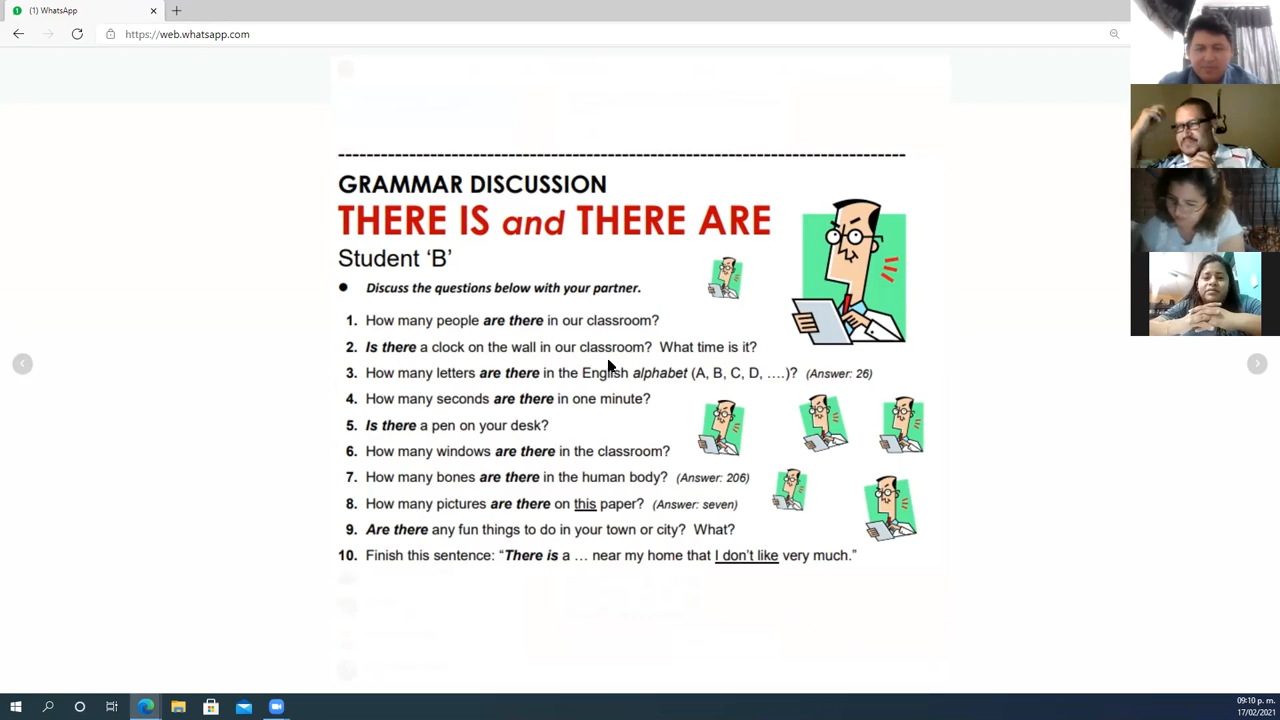 (1) WhatsApp
https://web.whatsapp.com
--------------------------------------------------------------------------------
GRAMMAR DISCUSSION
THERE IS and THERE ARE
Student ‘B’
● Discuss the questions below with your partner.
1. How many people are there in our classroom?
2. Is there a clock on the wall in our classroom? What time is it?
3. How many letters are there in the English alphabet (A, B, C, D, ….)? (Answer: 26)
4. How many seconds are there in one minute?
5. Is there a pen on your desk?
6. How many windows are there in the classroom?
7. How many bones are there in the human body? (Answer: 206)
8. How many pictures are there on this paper? (Answer: seven)
9. Are there any fun things to do in your town or city? What?
10. Finish this sentence: “There is a … near my home that I don’t like very much.”
09:10 p. m.
17/02/2021